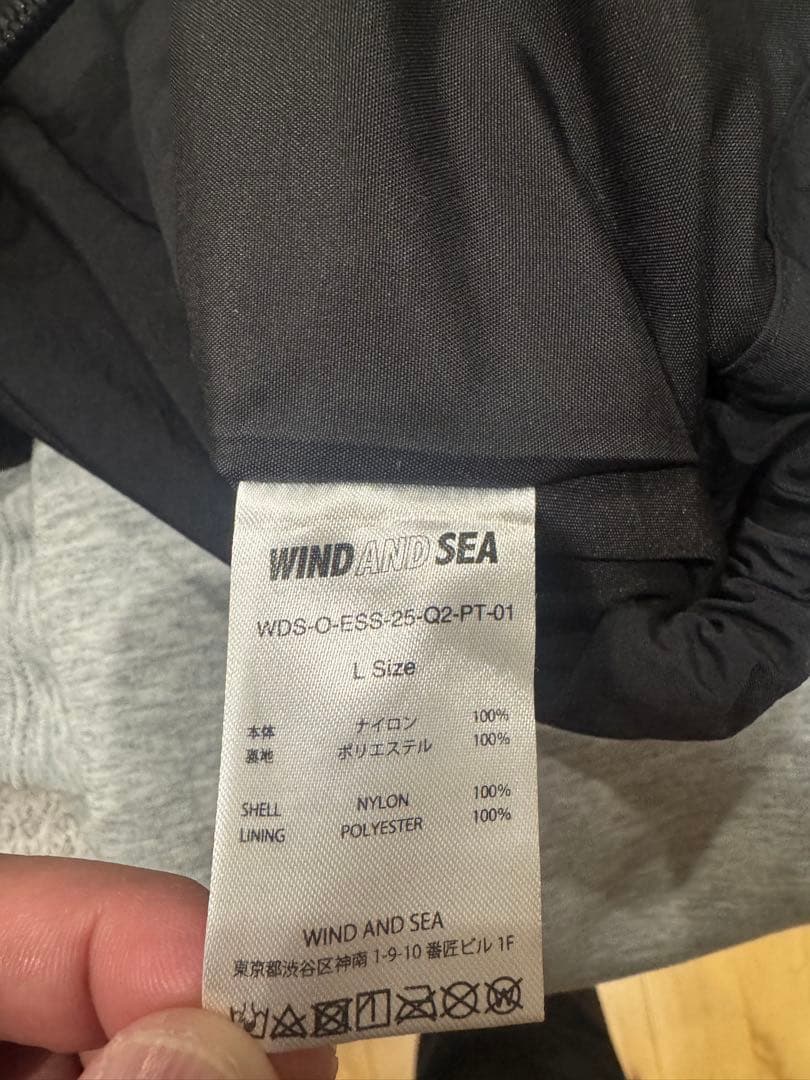 WIND AND SEA
WDS-O-ESS-25-Q2-PT-01
L Size
本体 ナイロン 100%
裏地 ポリエステル 100%
SHELL NYLON 100%
LINING POLYESTER 100%
WIND AND SEA
東京都渋谷区神南 1-9-10 番匠ビル 1F